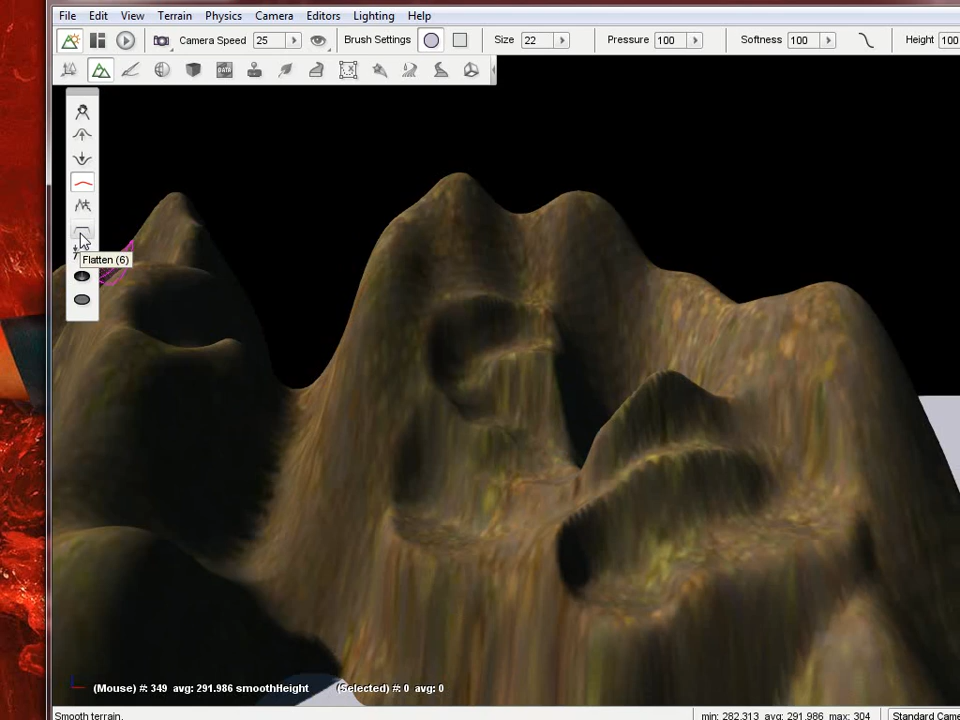 File Edit View Terrain Physics Camera Editors Lighting Help
Camera Speed 25 Brush Settings Size 22 Pressure 100 Softness 100 Height 100
DATA
Flatten (6)
(Mouse) #: 349 avg: 291.986 smoothHeight (Selected) #: 0 avg: 0
Smooth terrain. min: 282.313 avg: 291.986 max: 304 Standard Came